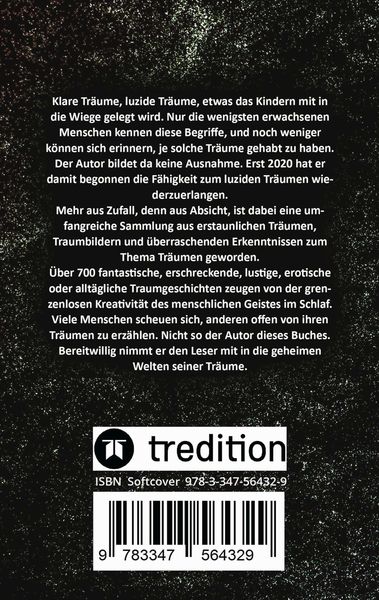 Klare Träume, luzide Träume, etwas das Kindern mit in
die Wiege gelegt wird. Nur die wenigsten erwachsenen
Menschen kennen diese Begriffe, und noch weniger
können sich erinnern, je solche Träume gehabt zu haben.
Der Autor bildet da keine Ausnahme. Erst 2020 hat er
damit begonnen die Fähigkeit zum luziden Träumen wie-
derzuerlangen.
Mehr aus Zufall, denn aus Absicht, ist dabei eine um-
fangreiche Sammlung aus erstaunlichen Träumen,
Traumbildern und überraschenden Erkenntnissen zum
Thema Träumen geworden.
Über 700 fantastische, erschreckende, lustige, erotische
oder alltägliche Traumgeschichten zeugen von der gren-
zenlosen Kreativität des menschlichen Geistes im Schlaf.
Viele Menschen scheuen sich, anderen offen von ihren
Träumen zu erzählen. Nicht so der Autor dieses Buches.
Bereitwillig nimmt er den Leser mit in die geheimen
Welten seiner Träume.
tredition
ISBN Softcover 978-3-347-56432-9
9 783347 564329